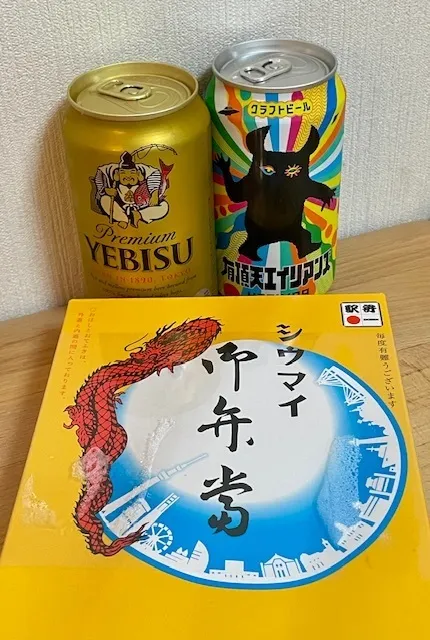 Premium
YEBISU
クラフトビール
有頂天エイリアンズ
駅弁
毎度有難うございます
シウマイ
御弁當